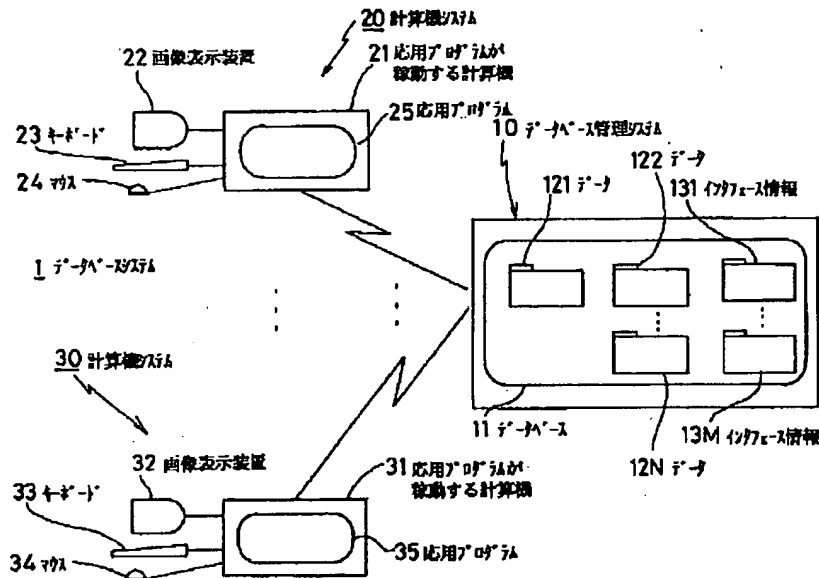 20 計算機システム
22 画像表示装置
21 応用プログラムが
稼動する計算機
25 応用プログラム
23 キーボード
24 マウス
10 データベース管理システム
121 データ
122 データ
131 インタフェース情報
1 データベースシステム
30 計算機システム
11 データベース
13M インタフェース情報
12N データ
32 画像表示装置
31 応用プログラムが
稼動する計算機
33 キーボード
35 応用プログラム
34 マウス